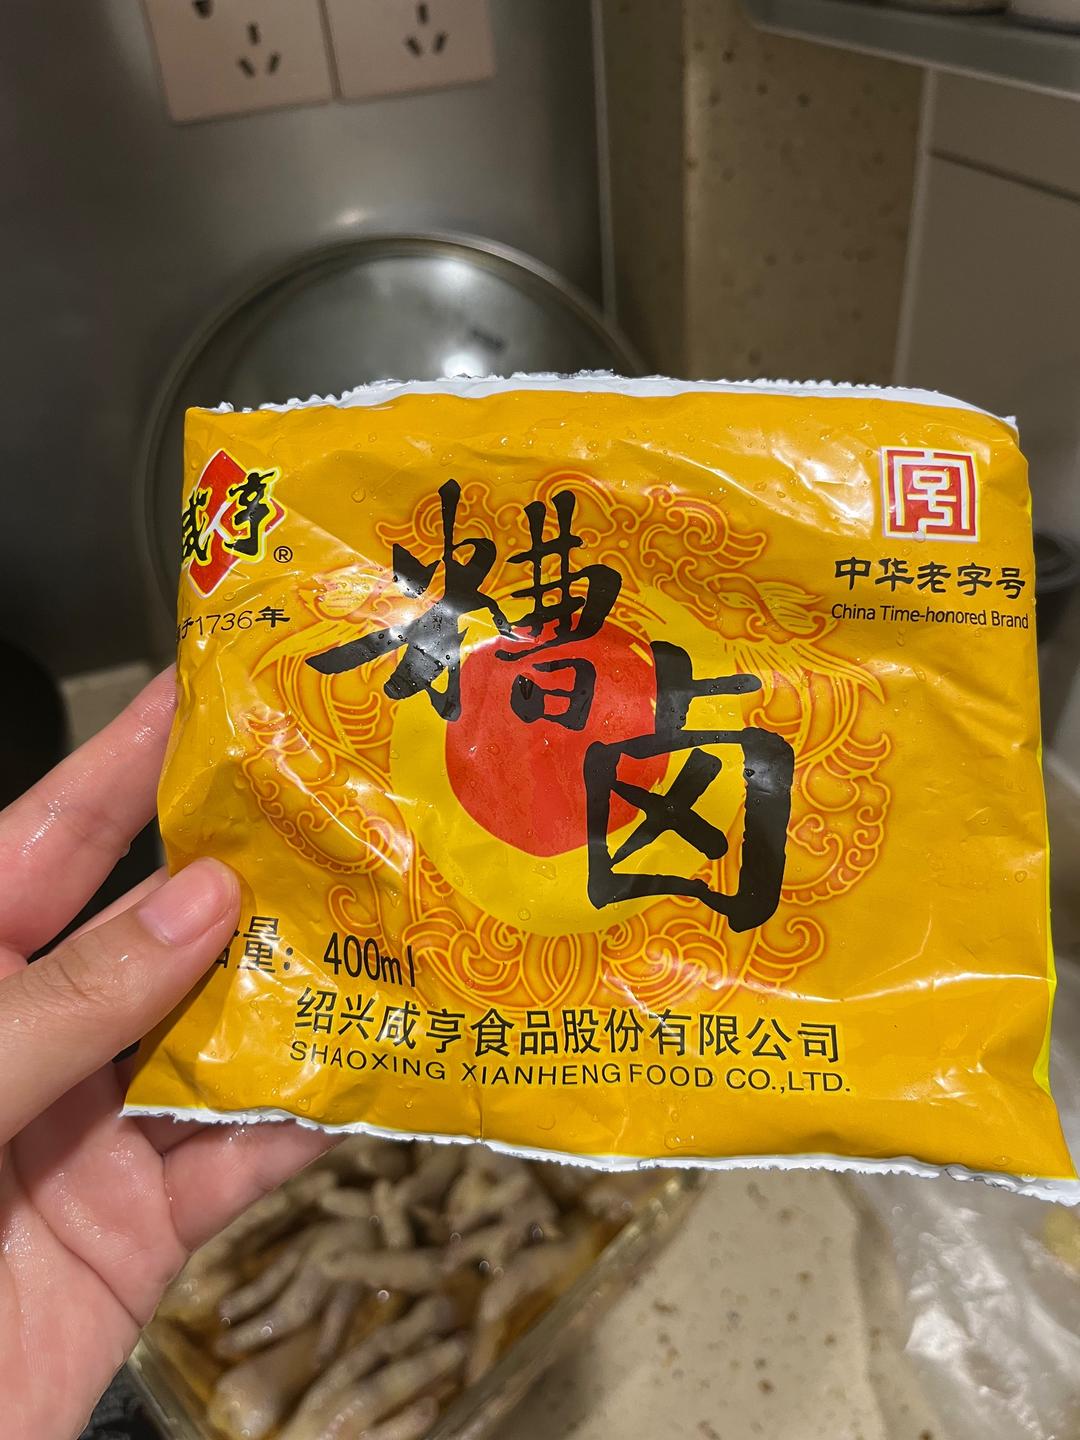 咸亨®
于1736年
中华老字号
China Time-honored Brand
糟卤
量：400ml
绍兴咸亨食品股份有限公司
SHAOXING XIANHENG FOOD CO.,LTD.